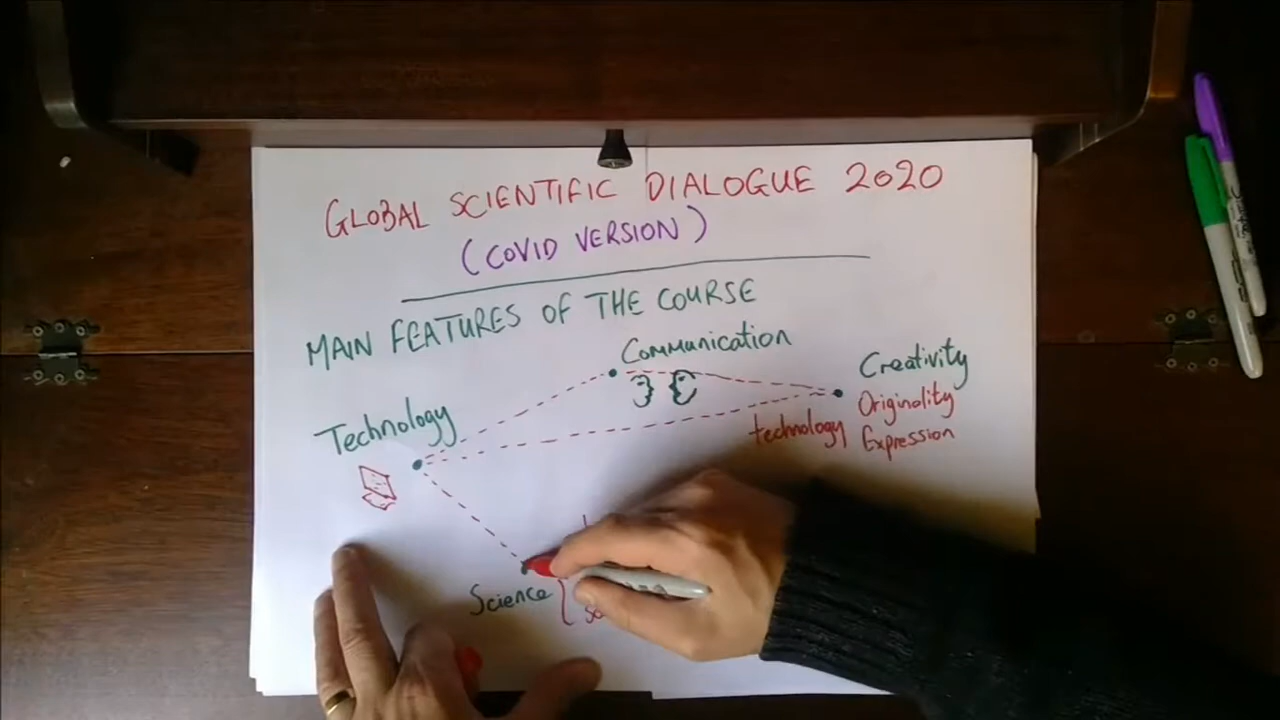 GLOBAL SCIENTIFIC DIALOGUE 2020
(COVID VERSION)
MAIN FEATURES OF THE COURSE
Communication
Creativity
Originality
Technology
technology Expression
Science